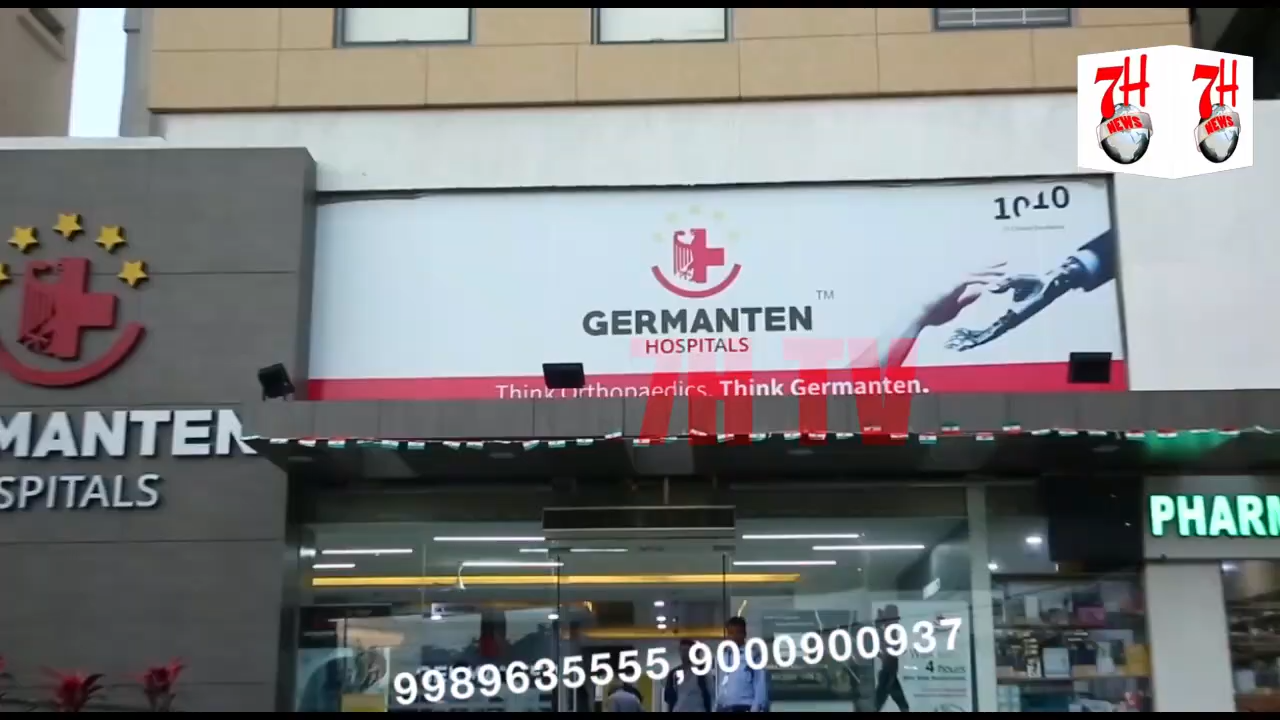 7H
NEWS
7H
NEWS
GERMANTEN
TM
HOSPITALS
Think Orthopaedics. Think Germanten.
7H TV
MANTEN
SPITALS
PHARM
4 hours
9989635555,9000900937